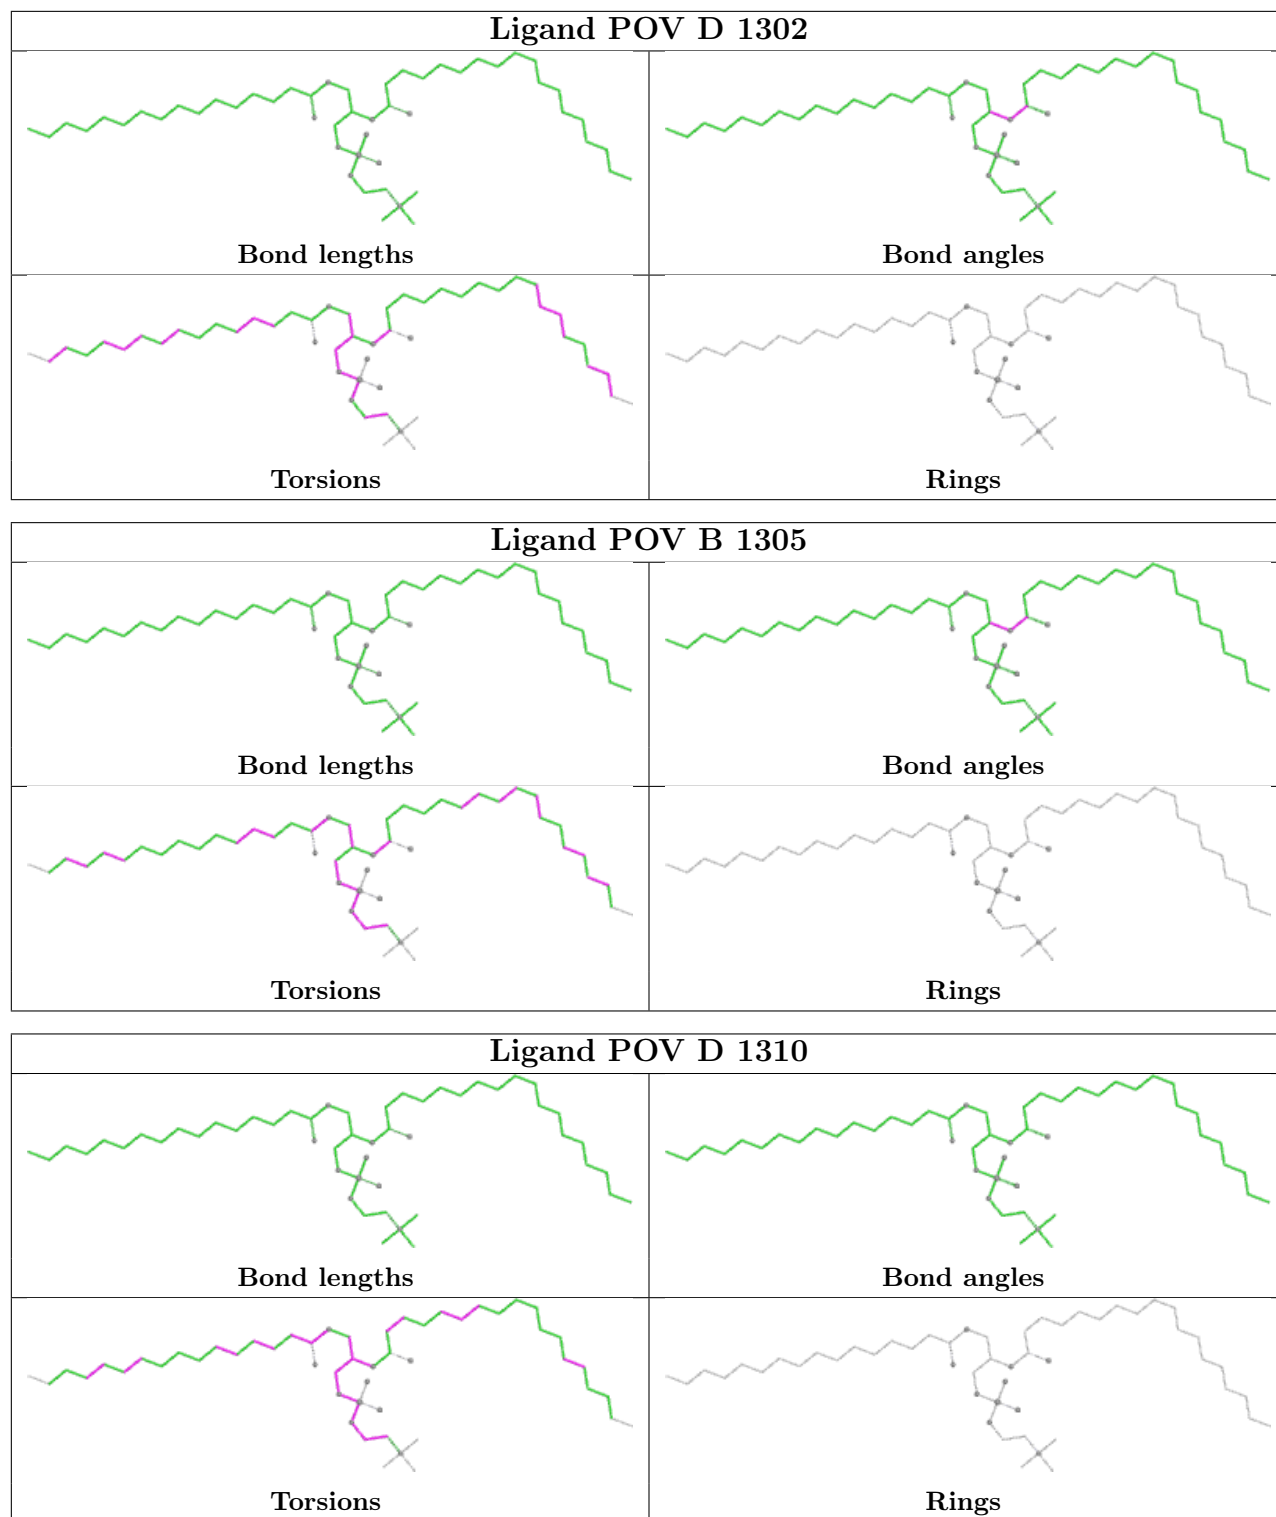 Ligand POV D 1302
Bond lengths
Bond angles
Torsions
Rings
Ligand POV B 1305
Bond lengths
Bond angles
Torsions
Rings
Ligand POV D 1310
Bond lengths
Bond angles
Torsions
Rings